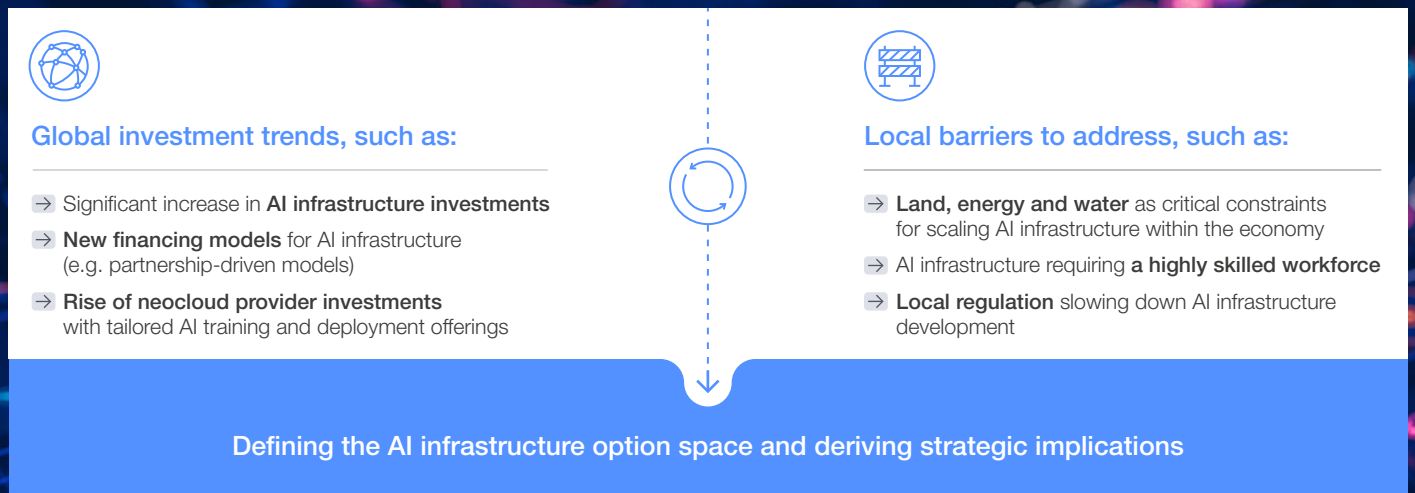 Global investment trends, such as:
Significant increase in AI infrastructure investments
New financing models for AI infrastructure
(e.g. partnership-driven models)
Rise of neocloud provider investments
with tailored AI training and deployment offerings
Local barriers to address, such as:
Land, energy and water as critical constraints
for scaling AI infrastructure within the economy
AI infrastructure requiring a highly skilled workforce
Local regulation slowing down AI infrastructure
development
Defining the AI infrastructure option space and deriving strategic implications